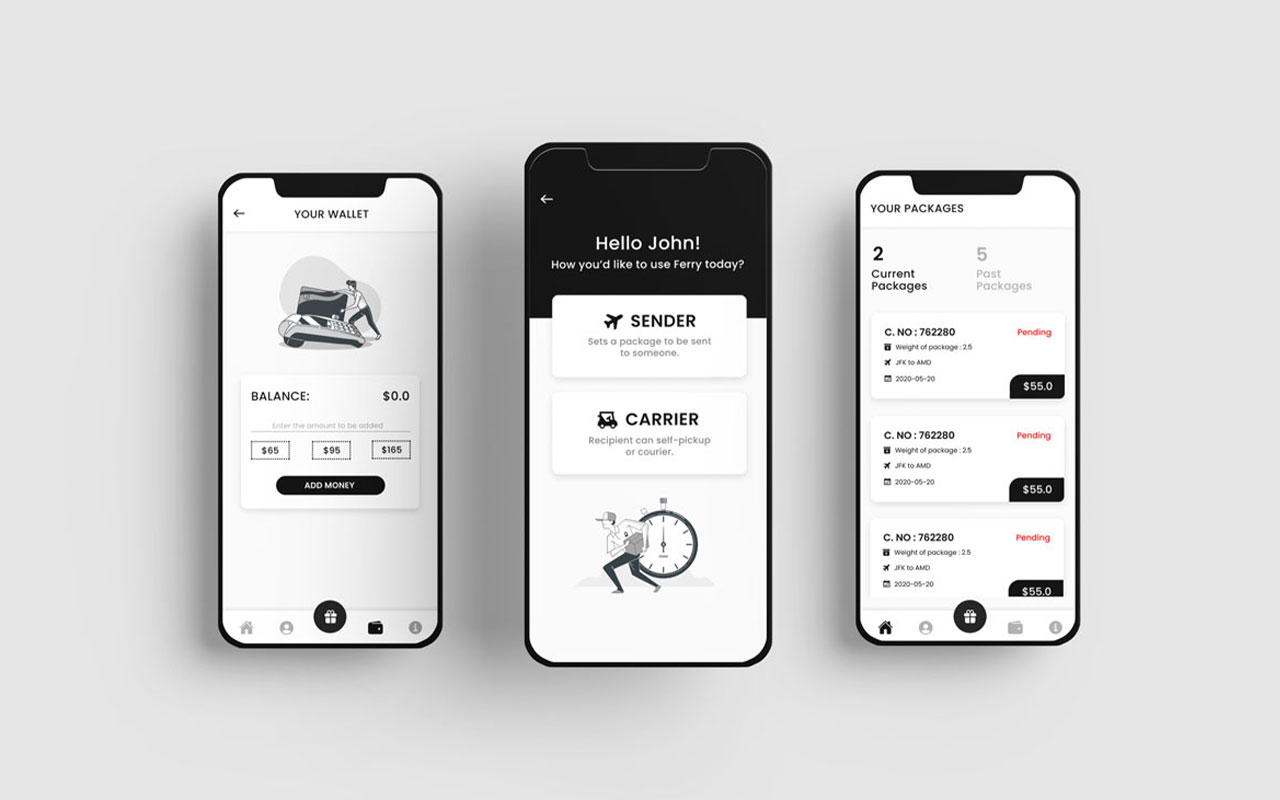 YOUR WALLET
BALANCE: $0.0
Enter the amount to be added
$65 $95 $165
ADD MONEY
Hello John!
How you'd like to use Ferry today?
SENDER
Sets a package to be sent
to someone.
CARRIER
Recipient can self-pickup
or courier.
YOUR PACKAGES
2 5
Current Past
Packages Packages
C. NO : 762280 Pending
Weight of package : 2.5
JFK to AMD
2020-05-20
$55.0
C. NO : 762280 Pending
Weight of package : 2.5
JFK to AMD
2020-05-20
$55.0
C. NO : 762280 Pending
Weight of package : 2.5
JFK to AMD
2020-05-20
$55.0